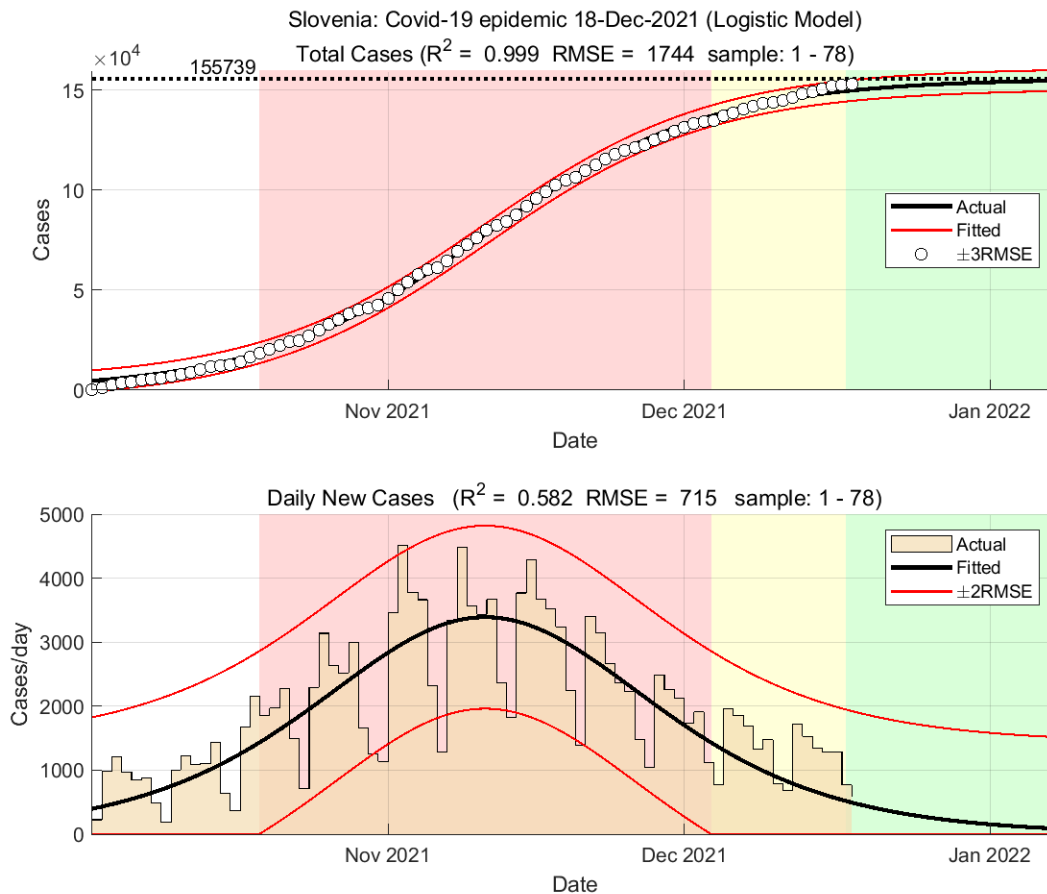 Slovenia: Covid-19 epidemic 18-Dec-2021 (Logistic Model)
Total Cases (R² = 0.999 RMSE = 1744 sample: 1 - 78)
×10⁴
155739
15
10
5
0
Cases
Actual
Fitted
±3RMSE
Nov 2021
Dec 2021
Jan 2022
Date
Daily New Cases (R² = 0.582 RMSE = 715 sample: 1 - 78)
5000
4000
3000
2000
1000
0
Cases/day
Actual
Fitted
±2RMSE
Nov 2021
Dec 2021
Jan 2022
Date